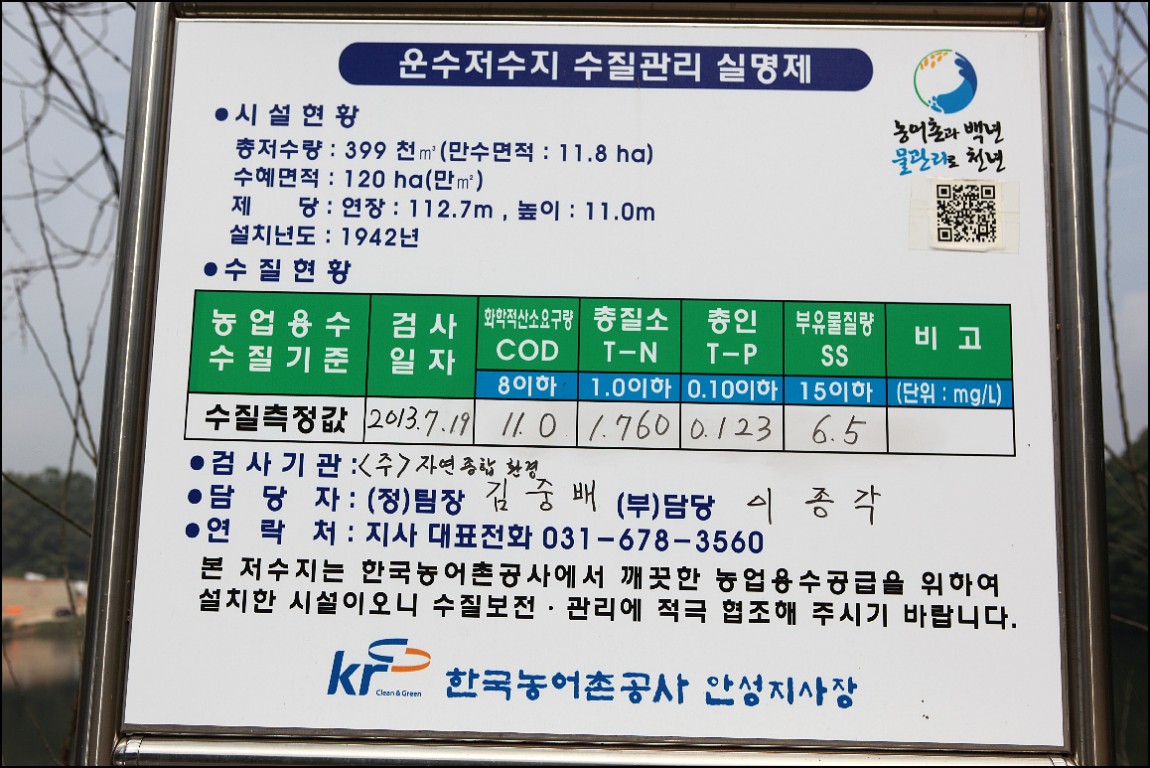 운수저수지 수질관리 실명제
농어촌과 백년
물관리로 천년
●시설현황
총저수량 : 399 천㎥(만수면적 : 11.8 ha)
수혜면적 : 120 ha(만㎡)
제 당 : 연장 : 112.7m , 높이 : 11.0m
설치년도 : 1942년
●수질현황
농업용수 수질기준 검사일자 화학적산소요구량 COD 총질소 T-N 총인 T-P 부유물질량 SS 비 고
8이하 1.0이하 0.10이하 15이하 (단위 : mg/L)
수질측정값 2013.7.19 11.0 1.760 0.123 6.5
●검사기관 : <주> 자연종합 환경
●담 당 자 : (정)팀장 김중배 (부)담당 이종각
●연 락 처 : 지사 대표전화 031-678-3560
본 저수지는 한국농어촌공사에서 깨끗한 농업용수공급을 위하여
설치한 시설이오니 수질보전 · 관리에 적극 협조해 주시기 바랍니다.
kr Clean & Green 한국농어촌공사 안성지사장